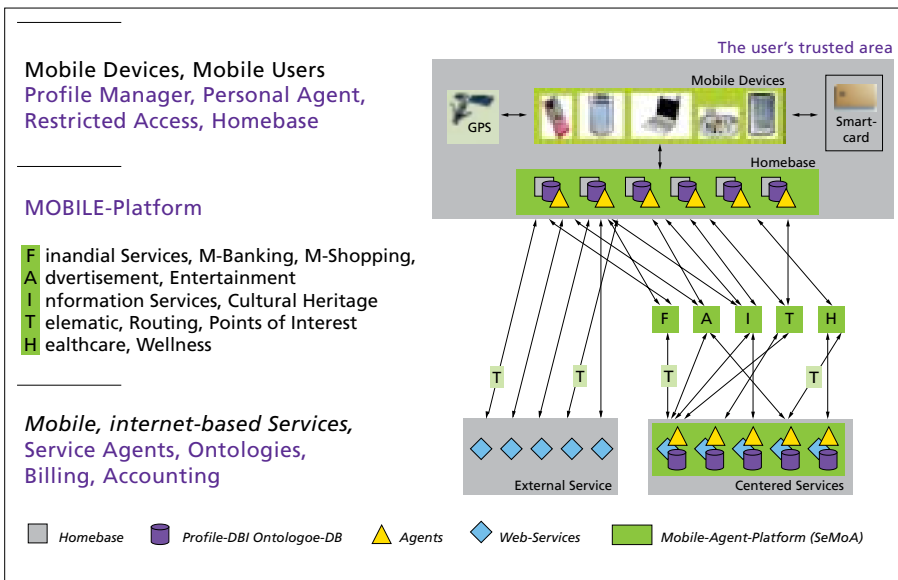 The user's trusted area
Mobile Devices, Mobile Users
Profile Manager, Personal Agent,
Restricted Access, Homebase
Mobile Devices
GPS
Smart-
card
Homebase
MOBILE-Platform
F inandial Services, M-Banking, M-Shopping,
A dvertisement, Entertainment
I nformation Services, Cultural Heritage
T elematic, Routing, Points of Interest
H ealthcare, Wellness
F A I T H
T T T T
Mobile, internet-based Services,
Service Agents, Ontologies,
Billing, Accounting
External Service
Centered Services
Homebase
Profile-DBI Ontologoe-DB
Agents
Web-Services
Mobile-Agent-Platform (SeMoA)